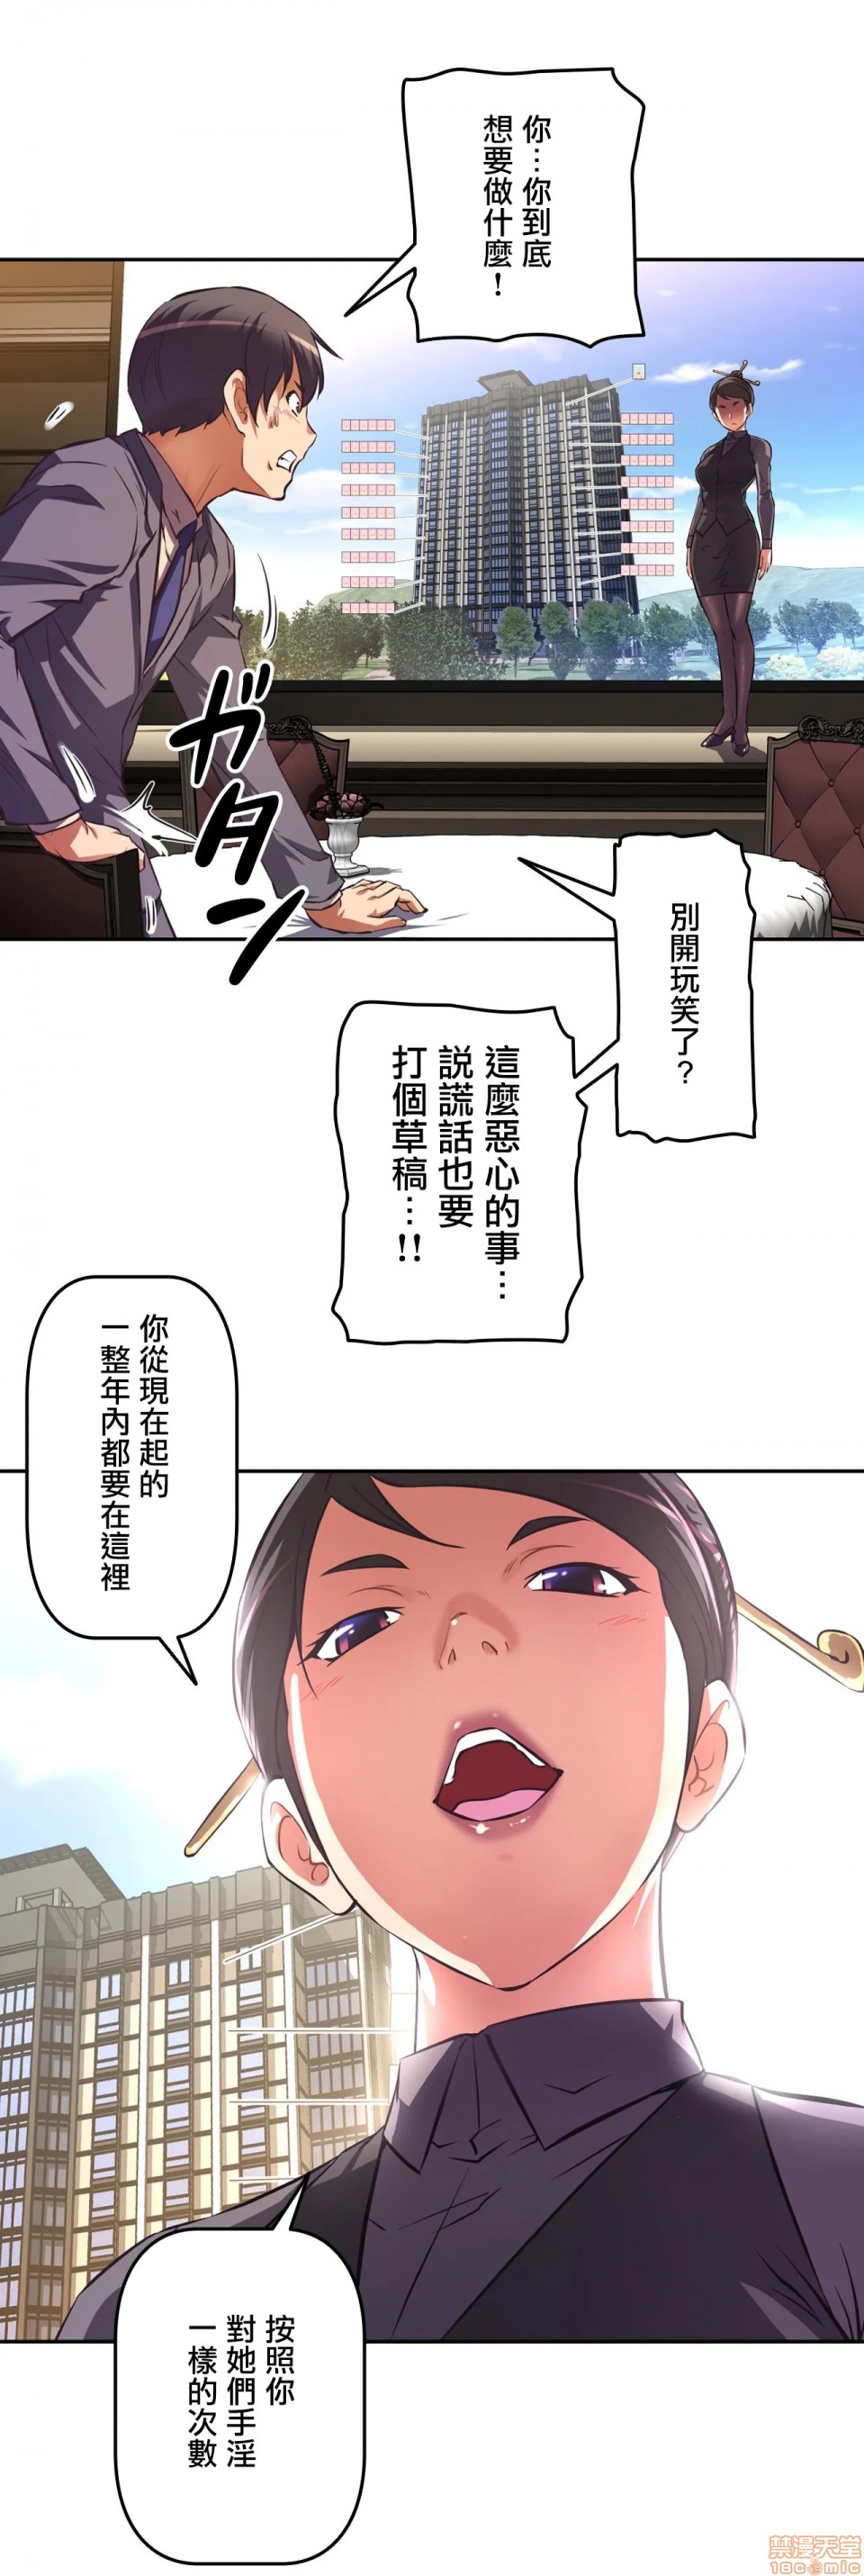 你…你到底
想要做什麼！
ガタン
別開玩笑了？
這麼惡心的事…
説謊話也要
打個草稿…!!
你從現在起的
一整年內都要在這裡
按照你
對她們手淫
一樣的次數
禁漫天堂
18comic